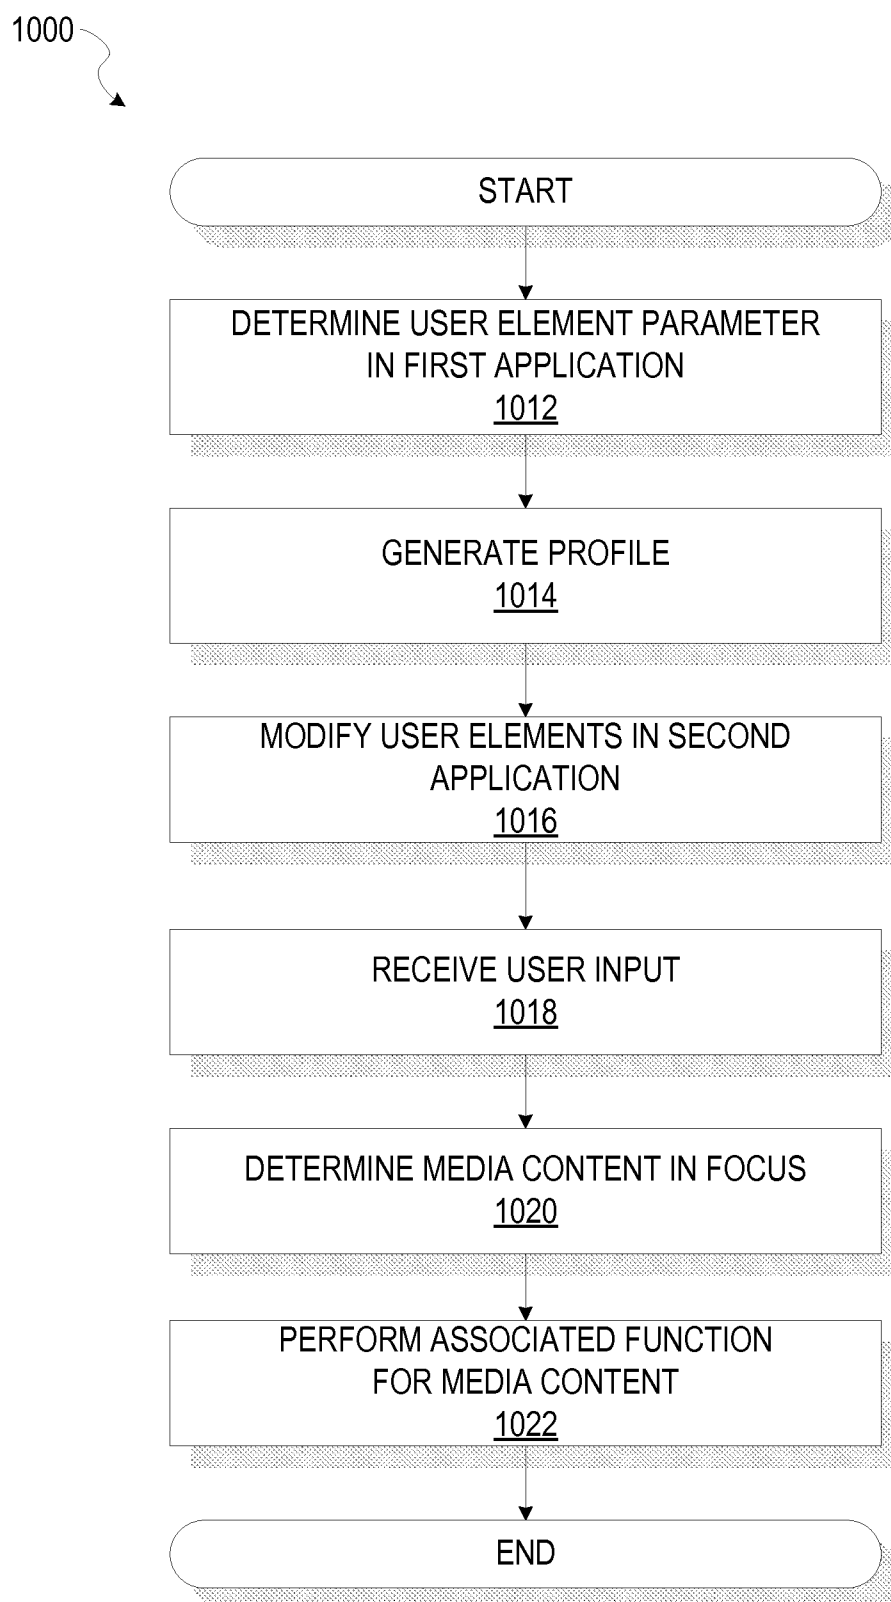 1000
START
DETERMINE USER ELEMENT PARAMETER
IN FIRST APPLICATION
1012
GENERATE PROFILE
1014
MODIFY USER ELEMENTS IN SECOND
APPLICATION
1016
RECEIVE USER INPUT
1018
DETERMINE MEDIA CONTENT IN FOCUS
1020
PERFORM ASSOCIATED FUNCTION
FOR MEDIA CONTENT
1022
END